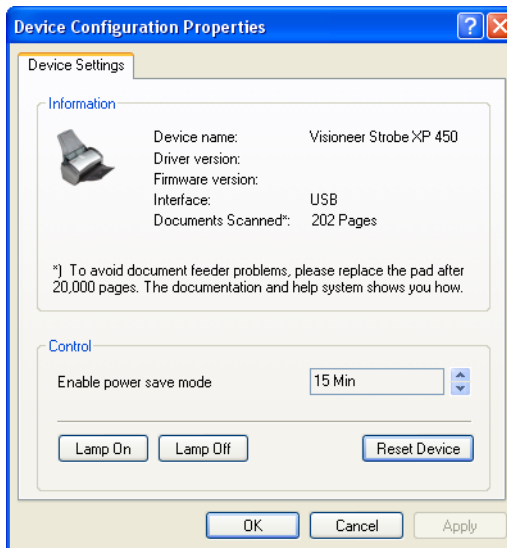 Device Configuration Properties
Device Settings
Information
Device name: Visioneer Strobe XP 450
Driver version:
Firmware version:
Interface: USB
Documents Scanned*: 202 Pages
*) To avoid document feeder problems, please replace the pad after
20,000 pages. The documentation and help system shows you how.
Control
Enable power save mode 15 Min
Lamp On Lamp Off Reset Device
OK Cancel Apply